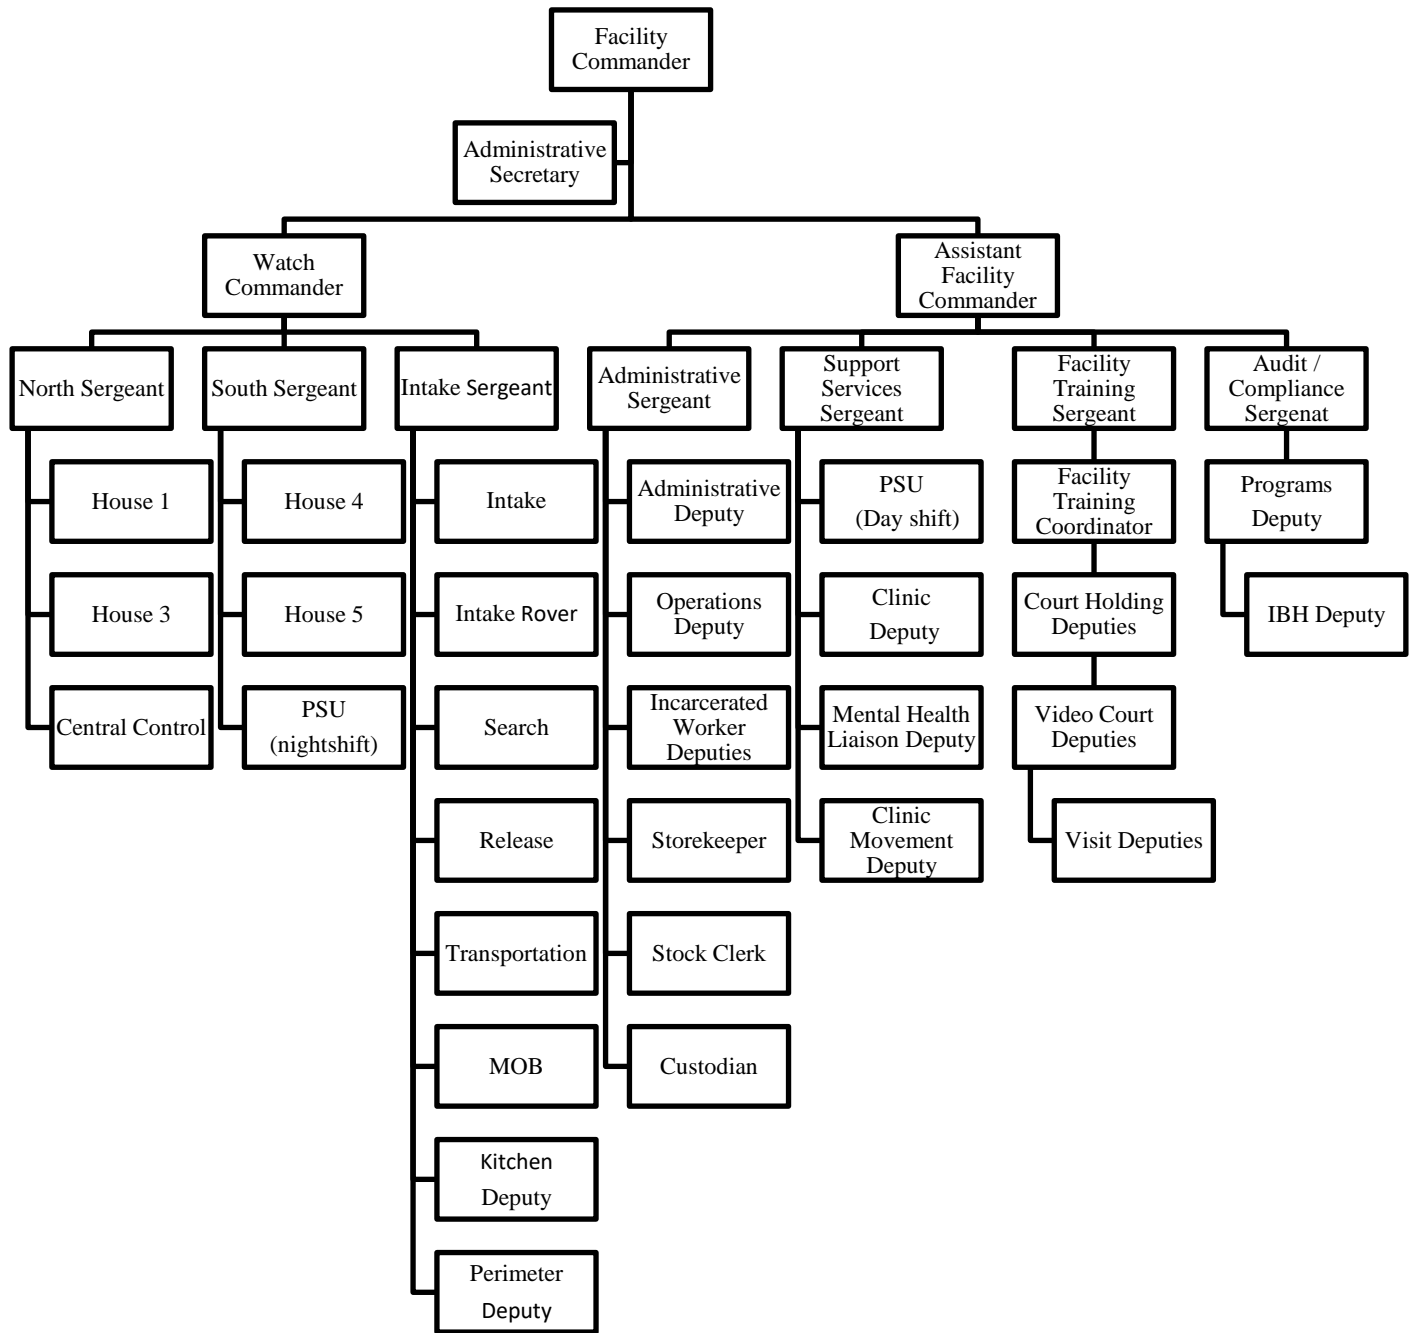 Facility
Commander
Administrative
Secretary
Watch
Commander
Assistant
Facility
Commander
North Sergeant
South Sergeant
Intake Sergeant
Administrative
Sergeant
Support
Services
Sergeant
Facility
Training
Sergeant
Audit /
Compliance
Sergenat
House 1
House 4
Intake
Administrative
Deputy
PSU
(Day shift)
Facility
Training
Coordinator
Programs
Deputy
House 3
House 5
Intake Rover
Operations
Deputy
Clinic
Deputy
Court Holding
Deputies
IBH Deputy
Central Control
PSU
(nightshift)
Search
Incarcerated
Worker
Deputies
Mental Health
Liaison Deputy
Video Court
Deputies
Release
Storekeeper
Clinic
Movement
Deputy
Visit Deputies
Transportation
Stock Clerk
MOB
Custodian
Kitchen
Deputy
Perimeter
Deputy